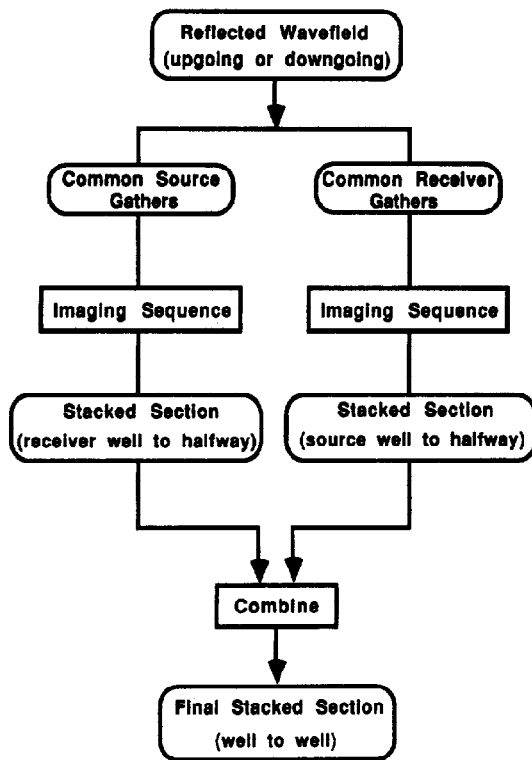 Reflected Wavefield
(upgoing or downgoing)
Common Source
Gathers
Common Receiver
Gathers
Imaging Sequence
Imaging Sequence
Stacked Section
(receiver well to halfway)
Stacked Section
(source well to halfway)
Combine
Final Stacked Section
(well to well)